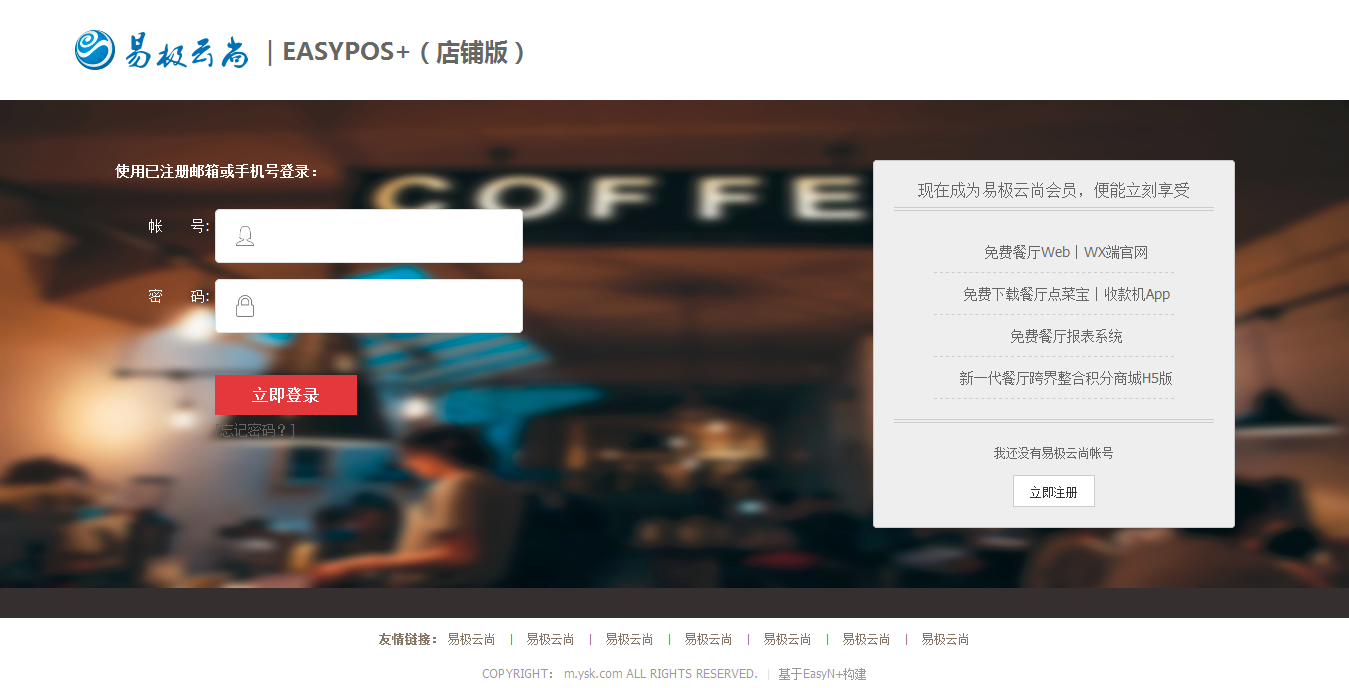 易极云尚 | EASYPOS+（店铺版）
使用已注册邮箱或手机号登录：
COFFE
帐 号:
密 码:
立即登录
[忘记密码？]
现在成为易极云尚会员，便能立刻享受
免费餐厅Web丨WX端官网
免费下载餐厅点菜宝丨收款机App
免费餐厅报表系统
新一代餐厅跨界整合积分商城H5版
我还没有易极云尚帐号
立即注册
友情链接： 易极云尚 | 易极云尚 | 易极云尚 | 易极云尚 | 易极云尚 | 易极云尚 | 易极云尚
COPYRIGHT： m.ysk.com ALL RIGHTS RESERVED. | 基于EasyN+构建